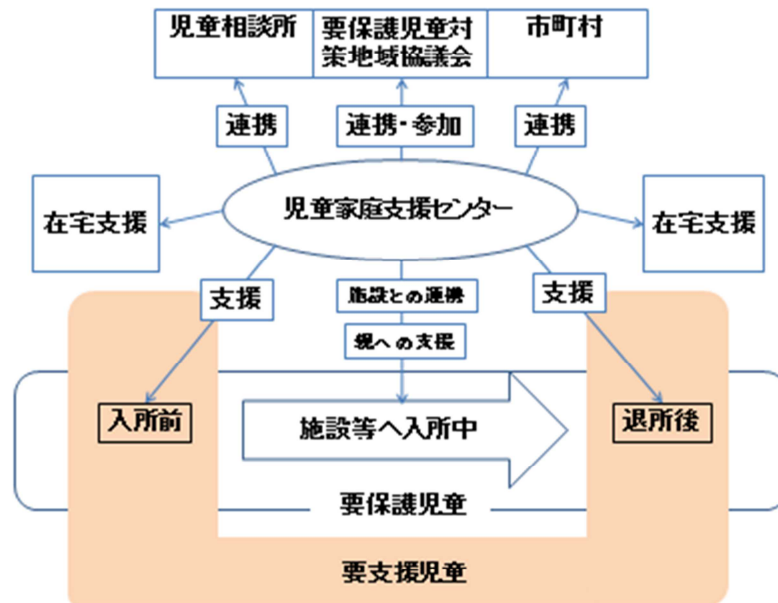 児童相談所
要保護児童対
策地域協議会
市町村
連携
連携・参加
連携
児童家庭支援センター
在宅支援
在宅支援
支援
施設との連携
支援
親への支援
入所前
施設等へ入所中
退所後
要保護児童
要支援児童